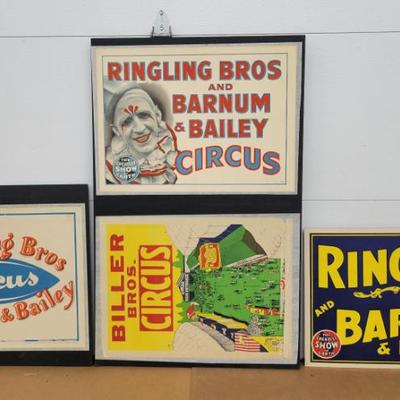 RINGLING BROS
AND
BARNUM
& BAILEY
CIRCUS
THE
GREATEST
SHOW
ON
EARTH
Bros
& Bailey
BILLER
BROS.
CIRCUS
RING
AND
BAR
&
THE
GREATEST
SHOW
ON
EARTH